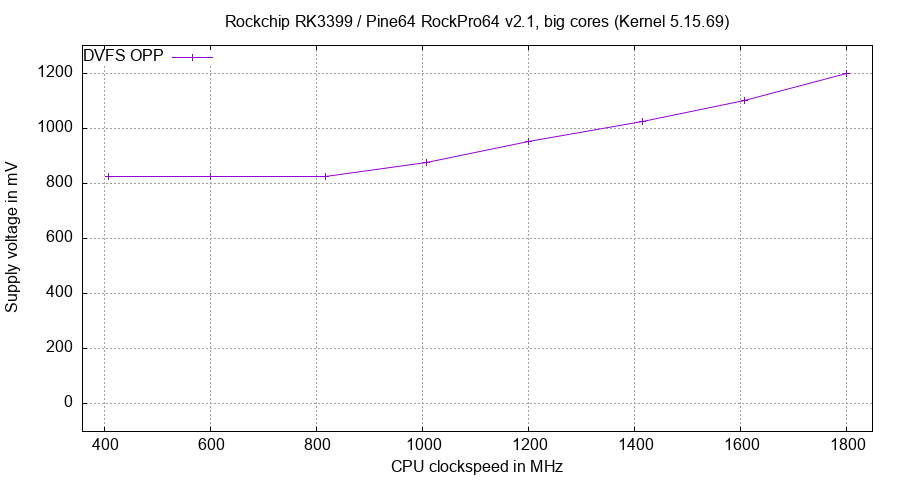 Rockchip RK3399 / Pine64 RockPro64 v2.1, big cores (Kernel 5.15.69)
DVFS OPP
1200
1000
800
600
400
200
0
Supply voltage in mV
400 600 800 1000 1200 1400 1600 1800
CPU clockspeed in MHz